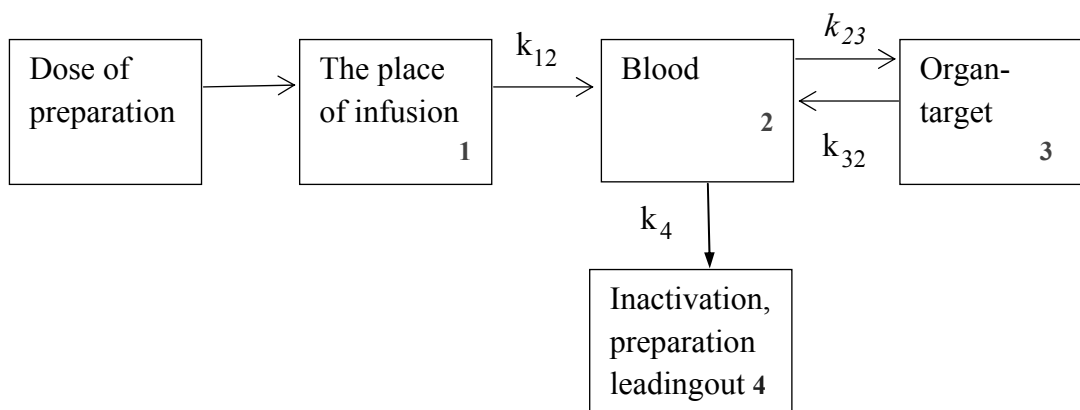 Dose of
preparation
The place
of infusion
1
k12
Blood
2
k23
k32
Organ-
target
3
k4
Inactivation,
preparation
leadingout 4